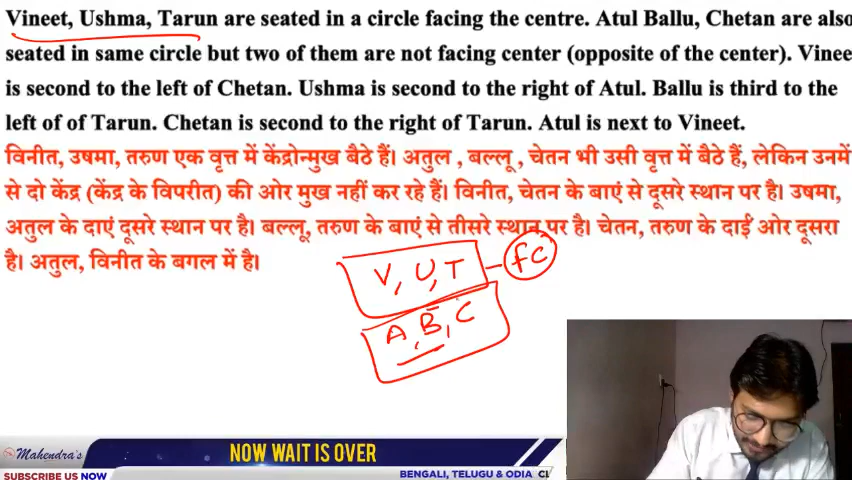 Vineet, Ushma, Tarun are seated in a circle facing the centre. Atul Ballu, Chetan are also
seated in same circle but two of them are not facing center (opposite of the center). Vinee
is second to the left of Chetan. Ushma is second to the right of Atul. Ballu is third to the
left of of Tarun. Chetan is second to the right of Tarun. Atul is next to Vineet.
विनीत, उषमा, तरुण एक वृत्त में केंद्रोन्मुख बैठे हैं। अतुल , बल्लू , चेतन भी उसी वृत्त में बैठे हैं, लेकिन उनमें
से दो केंद्र (केंद्र के विपरीत) की ओर मुख नहीं कर रहे हैं। विनीत, चेतन के बाएं से दूसरे स्थान पर है। उषमा,
अतुल के दाएं दूसरे स्थान पर है। बल्लू, तरुण के बाएं से तीसरे स्थान पर है। चेतन, तरुण के दाईं ओर दूसरा
है। अतुल, विनीत के बगल में है।
V, U, T - fC
A, B, C
Mahendra's
NOW WAIT IS OVER
SUBSCRIBE US NOW
BENGALI, TELUGU & ODIA CL